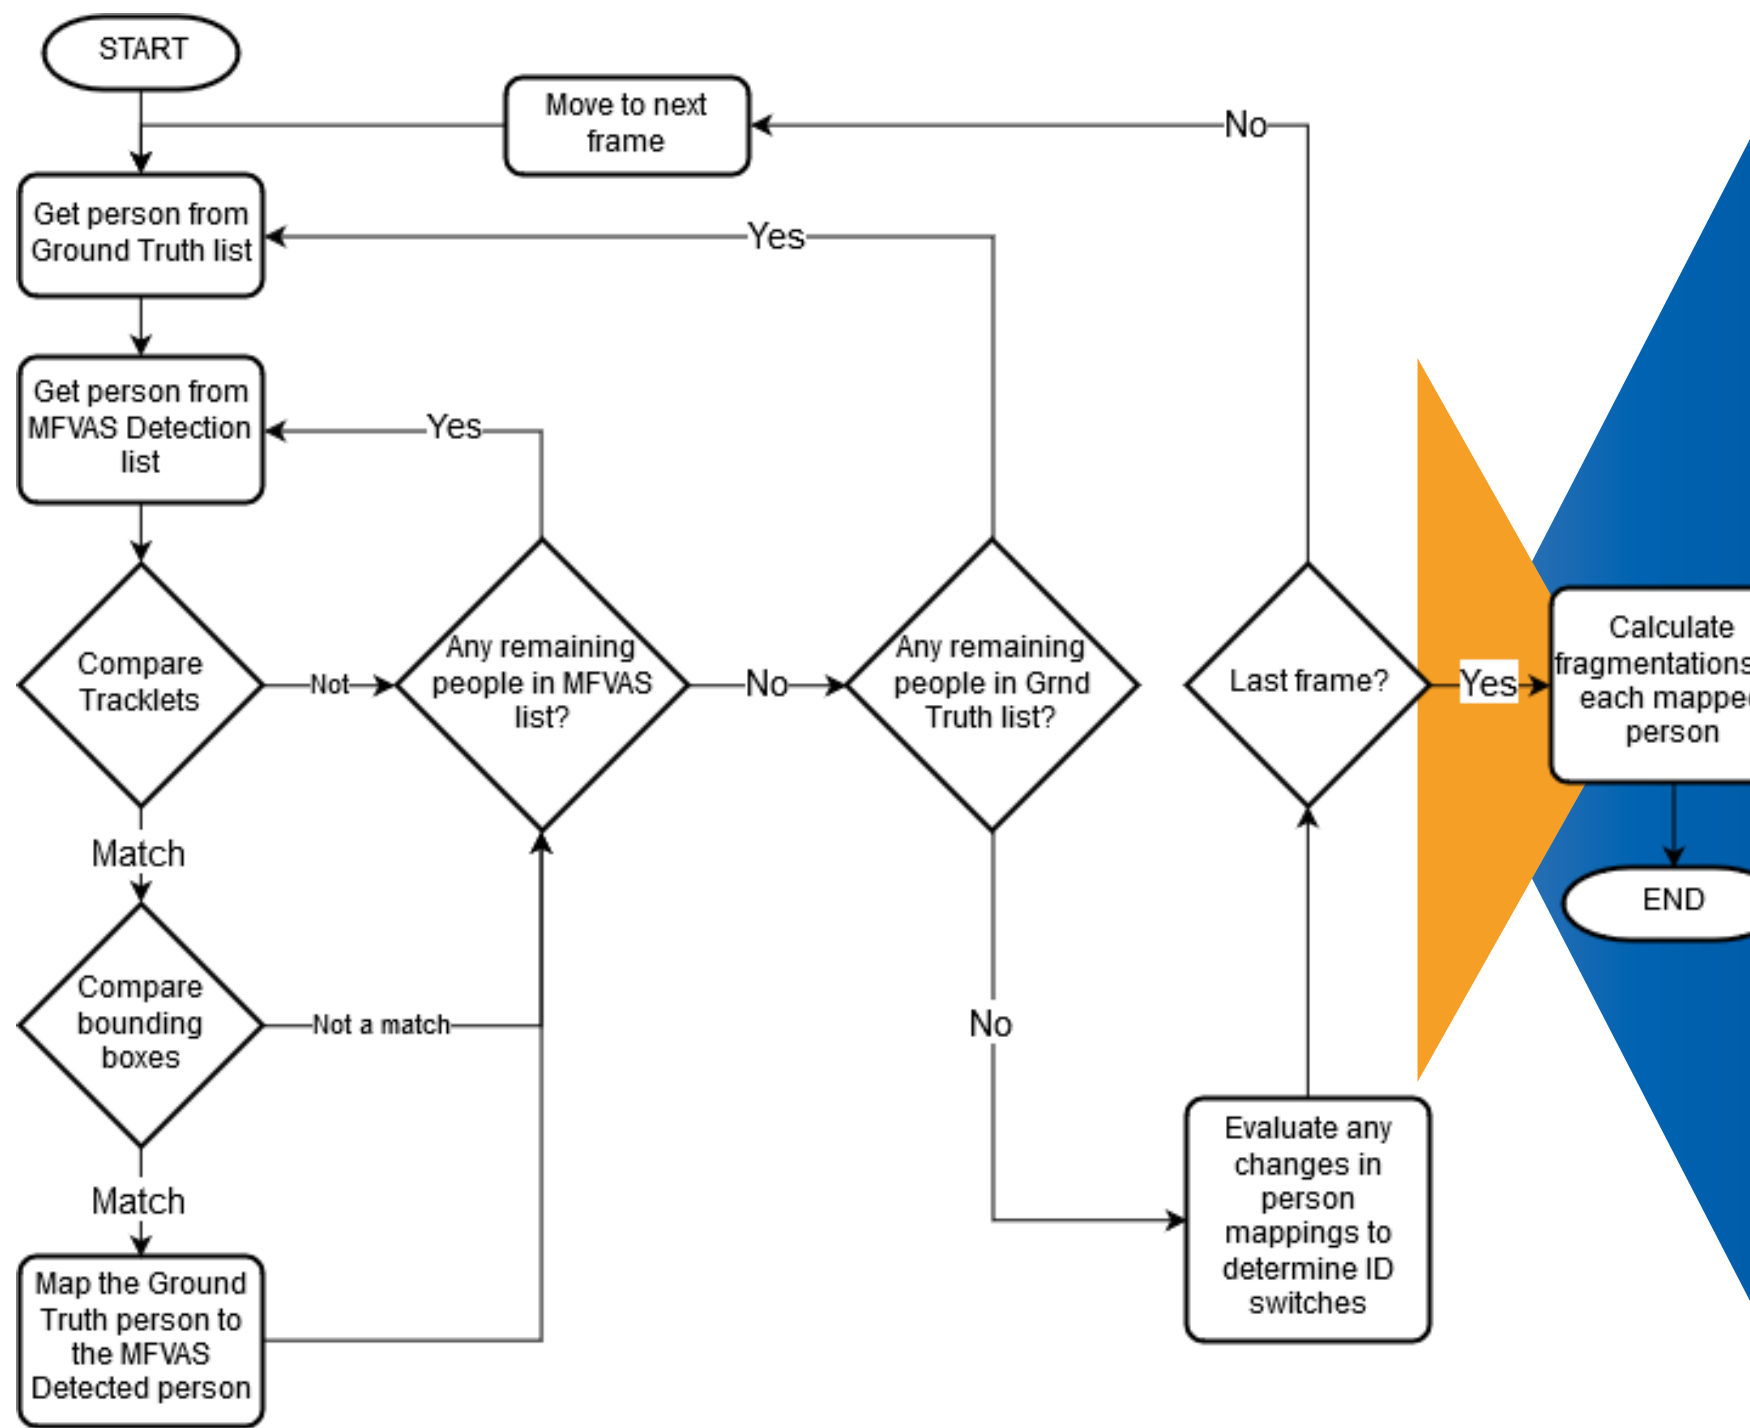 START
Move to next
frame
No
Get person from
Ground Truth list
Yes
Get person from
MFVAS Detection
list
Yes
Compare
Tracklets
Not
Any remaining
people in MFVAS
list?
No
Any remaining
people in Grnd
Truth list?
Last frame?
Yes
Calculate
fragmentations
each mapped
person
Match
END
Compare
bounding
boxes
Not a match
No
Match
Evaluate any
changes in
person
mappings to
determine ID
switches
Map the Ground
Truth person to
the MFVAS
Detected person